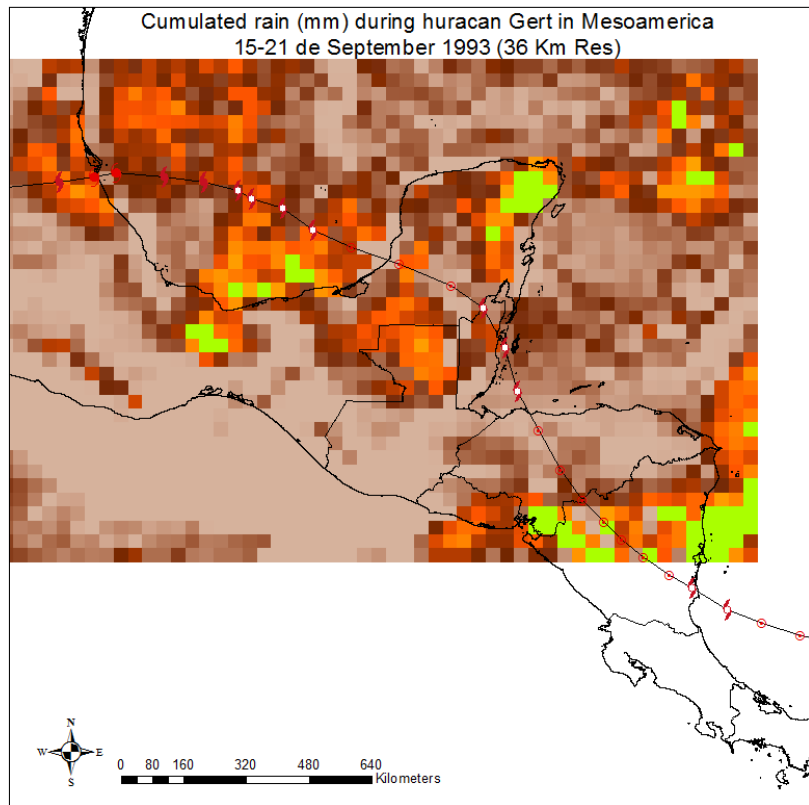 Cumulated rain (mm) during huracan Gert in Mesoamerica
15-21 de September 1993 (36 Km Res)
N
W E
S
0 80 160 320 480 640
Kilometers